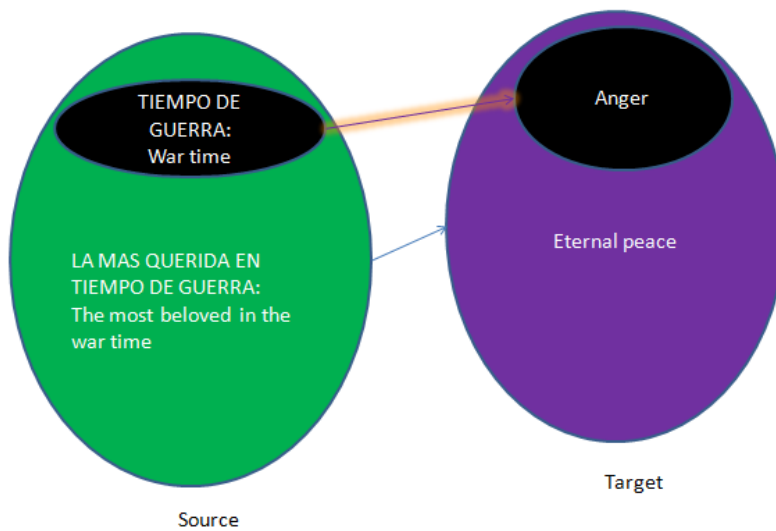 TIEMPO DE
GUERRA:
War time
Anger
LA MAS QUERIDA EN
TIEMPO DE GUERRA:
The most beloved in the
war time
Eternal peace
Source
Target